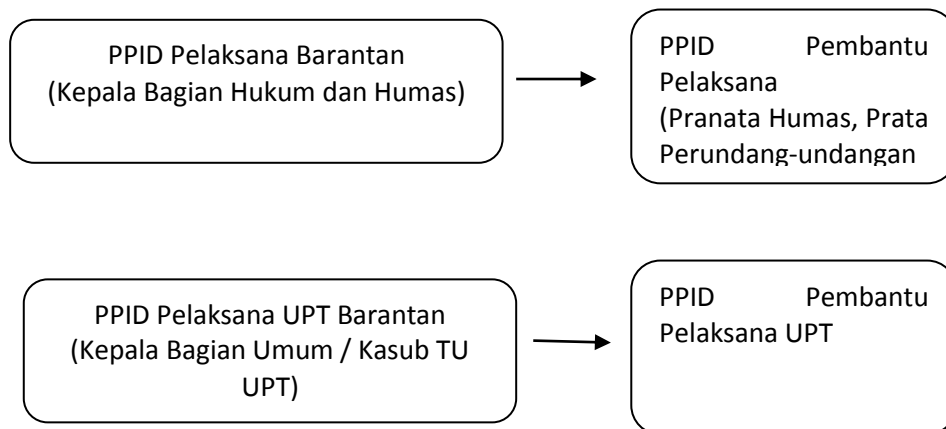 PPID Pelaksana Barantan
(Kepala Bagian Hukum dan Humas)
PPID Pembantu
Pelaksana
(Pranata Humas, Prata
Perundang-undangan
PPID Pelaksana UPT Barantan
(Kepala Bagian Umum / Kasub TU
UPT)
PPID Pembantu
Pelaksana UPT